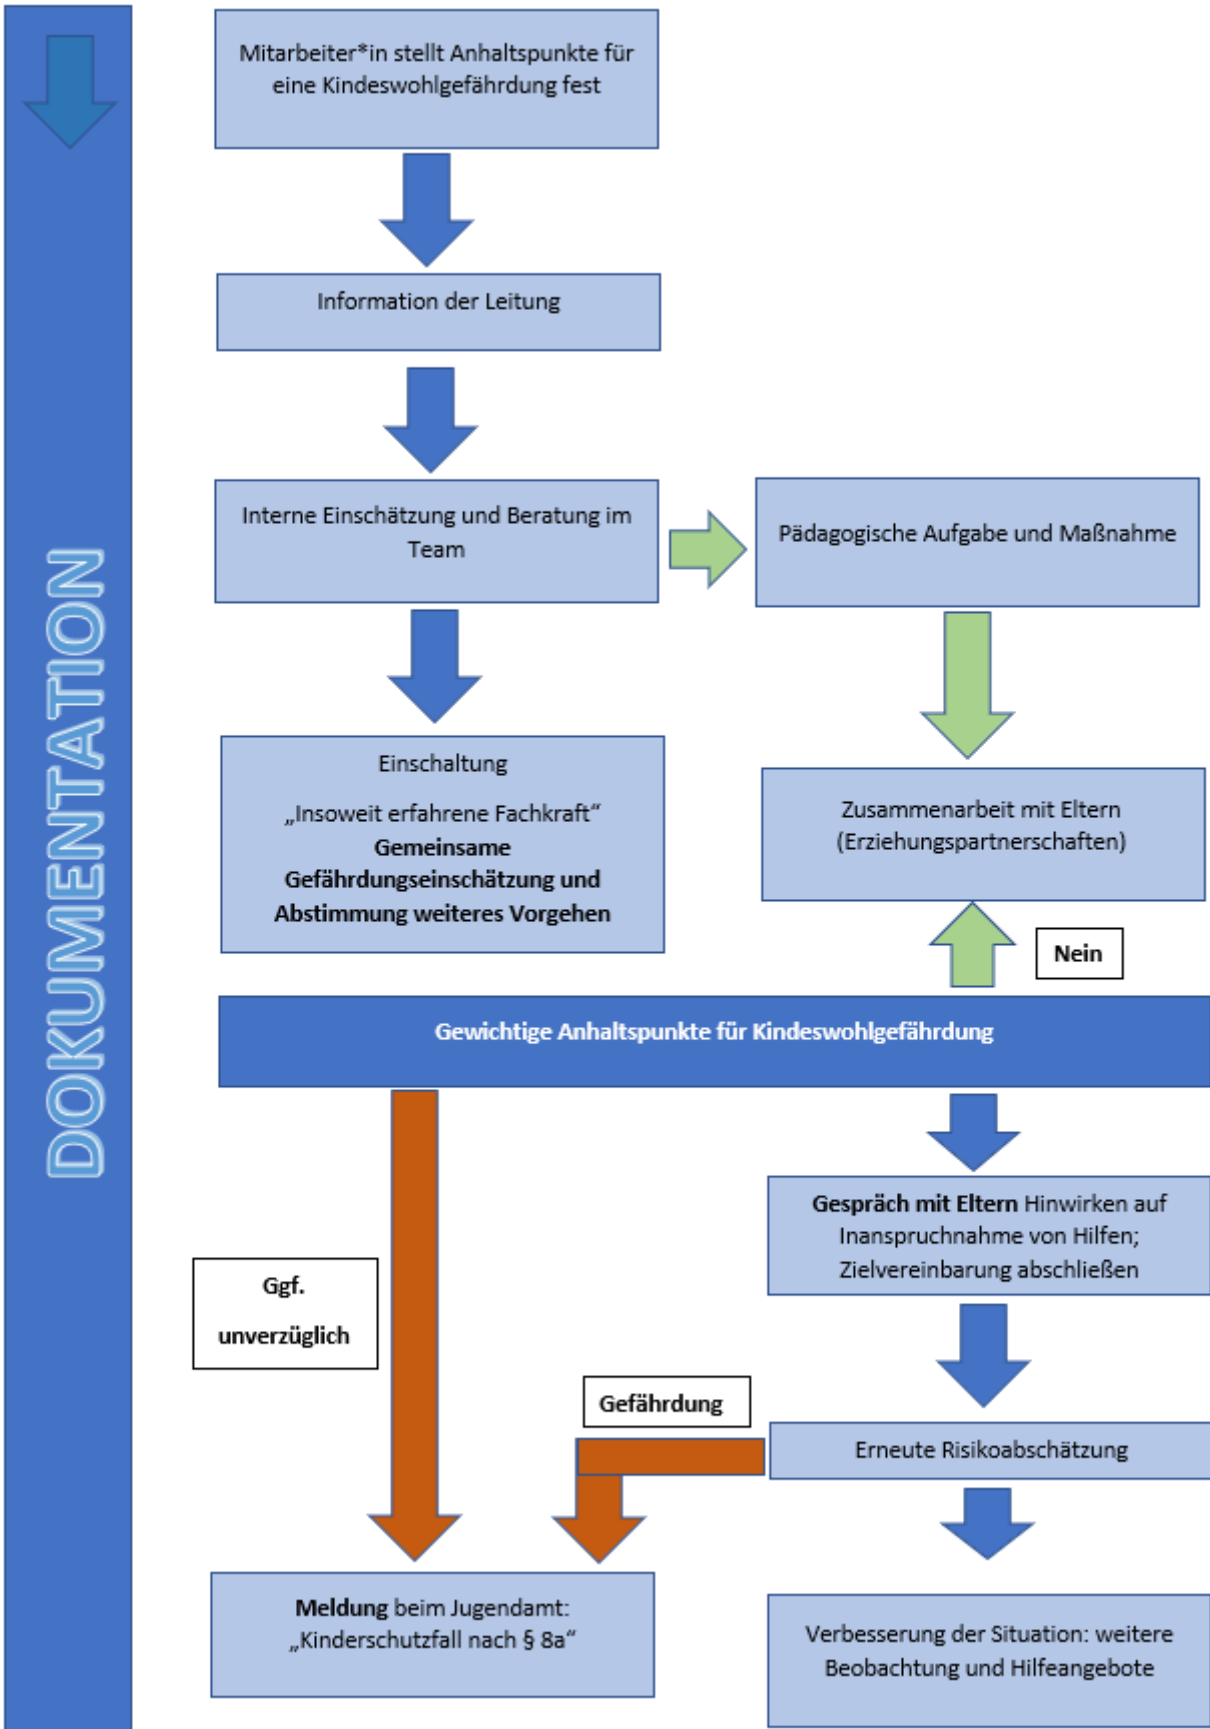 DOKUMENTATION
Mitarbeiter*in stellt Anhaltspunkte für
eine Kindeswohlgefährdung fest
Information der Leitung
Interne Einschätzung und Beratung im
Team
Pädagogische Aufgabe und Maßnahme
Einschaltung
„Insoweit erfahrene Fachkraft“
Gemeinsame
Gefährdungseinschätzung und
Abstimmung weiteres Vorgehen
Zusammenarbeit mit Eltern
(Erziehungspartnerschaften)
Nein
Gewichtige Anhaltspunkte für Kindeswohlgefährdung
Gespräch mit Eltern Hinwirken auf
Inanspruchnahme von Hilfen;
Zielvereinbarung abschließen
Ggf.
unverzüglich
Gefährdung
Erneute Risikoabschätzung
Meldung beim Jugendamt:
„Kinderschutzfall nach § 8a“
Verbesserung der Situation: weitere
Beobachtung und Hilfeangebote